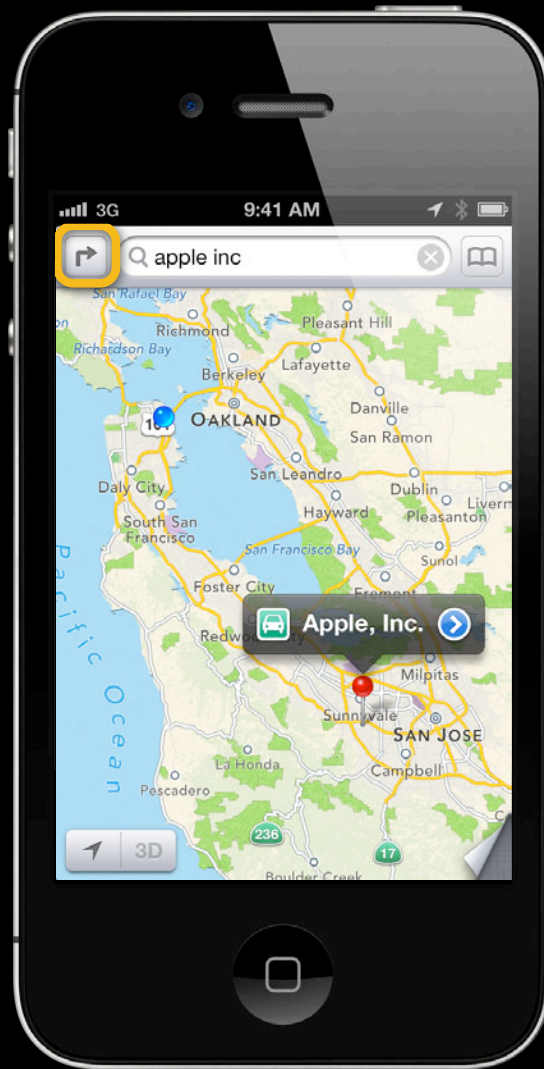 3G 9:41 AM
apple inc
San Rafael Bay
Pleasant Hill
Richmond
Richardson Bay
Lafayette
Berkeley
Danville
OAKLAND
San Ramon
San Leandro
Daly City
Dublin
Hayward
Pleasanton
South San
Francisco
San Francisco Bay
Sunol
Foster City
Fremont
Apple, Inc.
Milpitas
Sunnyvale
SAN JOSE
La Honda
Campbell
Pescadero
Pacific Ocean
236
17
3D
Boulder Creek